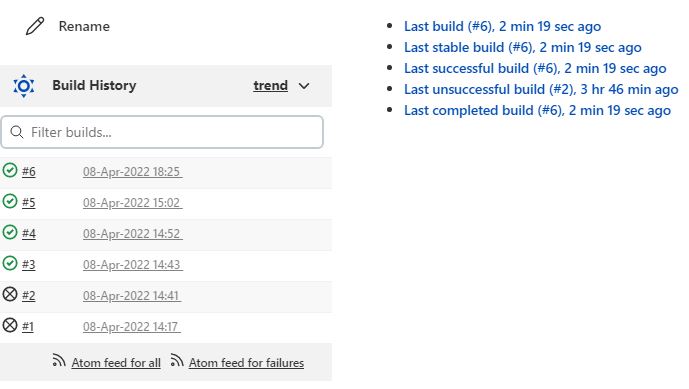 Rename
Build History trend
Filter builds...
#6 08-Apr-2022 18:25
#5 08-Apr-2022 15:02
#4 08-Apr-2022 14:52
#3 08-Apr-2022 14:43
#2 08-Apr-2022 14:41
#1 08-Apr-2022 14:17
Atom feed for all Atom feed for failures
Last build (#6), 2 min 19 sec ago
Last stable build (#6), 2 min 19 sec ago
Last successful build (#6), 2 min 19 sec ago
Last unsuccessful build (#2), 3 hr 46 min ago
Last completed build (#6), 2 min 19 sec ago